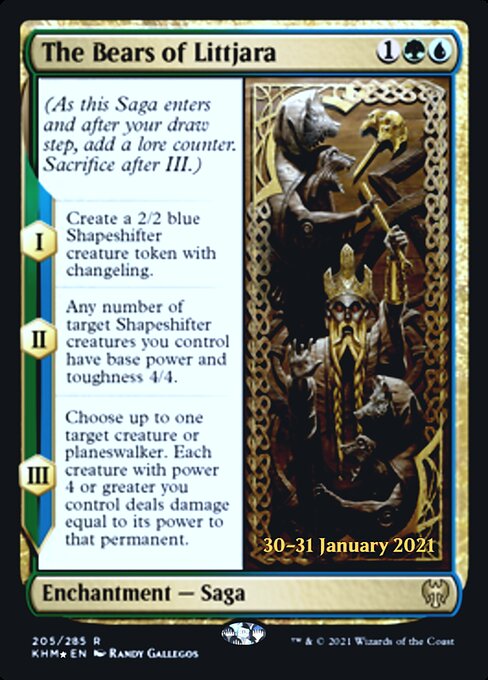 The Bears of Littjara 1
(As this Saga enters
and after your draw
step, add a lore counter.
Sacrifice after III.)
I
Create a 2/2 blue
Shapeshifter
creature token with
changeling.
II
Any number of
target Shapeshifter
creatures you control
have base power and
toughness 4/4.
III
Choose up to one
target creature or
planeswalker. Each
creature with power
4 or greater you
control deals damage
equal to its power to
that permanent.
30–31 January 2021
Enchantment — Saga
205/285 R
KHM★EN Randy Gallegos
™ & © 2021 Wizards of the Coast